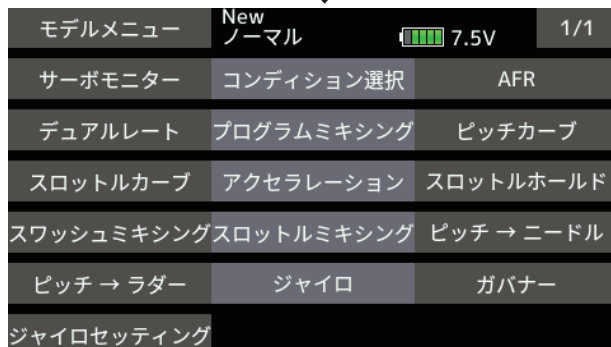 モデルメニュー New ノーマル 7.5V 1/1
サーボモニター コンディション選択 AFR
デュアルレート プログラムミキシング ピッチカーブ
スロットルカーブ アクセラレーション スロットルホールド
スワッシュミキシング スロットルミキシング ピッチ → ニードル
ピッチ → ラダー ジャイロ ガバナー
ジャイロセッティング